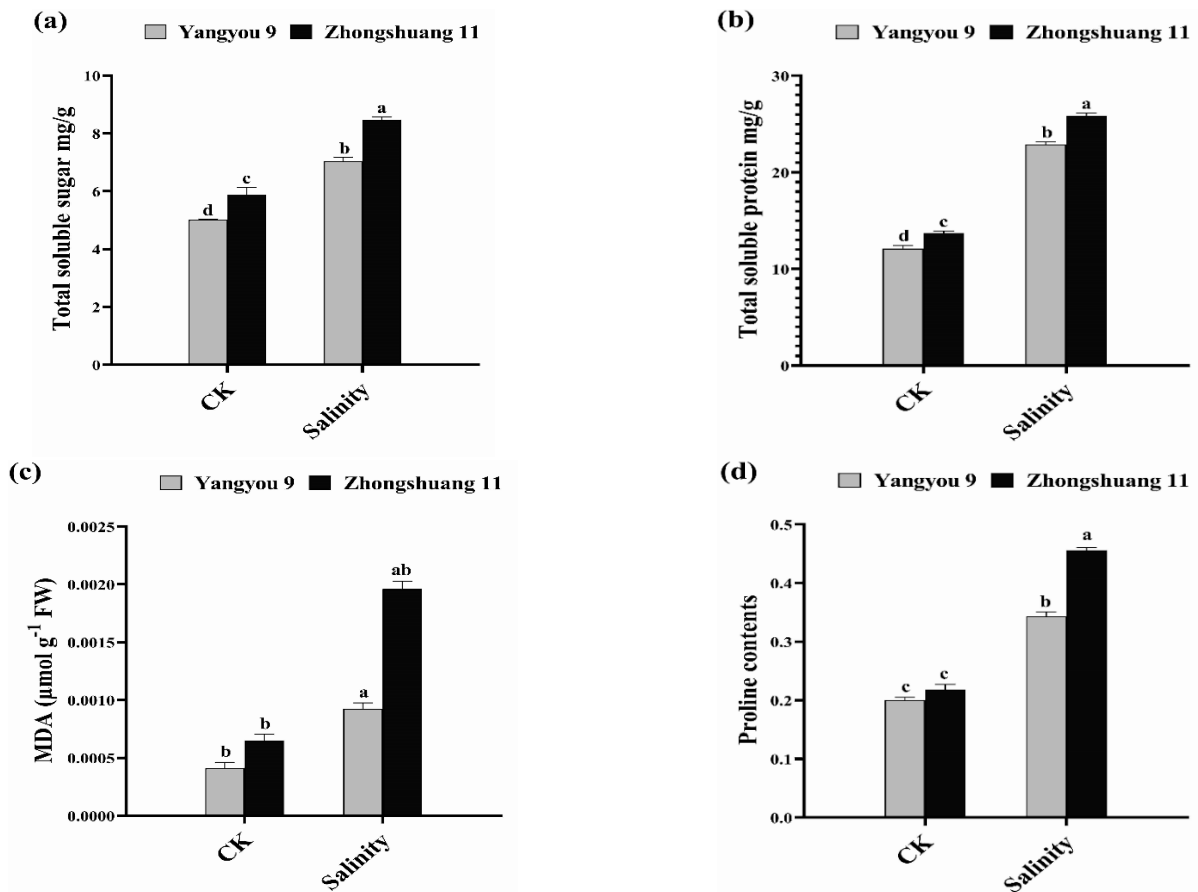 (a)
Yangyou 9 Zhongshuang 11
Total soluble sugar mg/g
10
8
6
4
2
0
d
c
b
a
CK
Salinity
(b)
Yangyou 9 Zhongshuang 11
Total soluble protein mg/g
30
20
10
0
d
c
b
a
CK
Salinity
(c)
Yangyou 9 Zhongshuang 11
MDA (μmol g⁻¹ FW)
0.0025
0.0020
0.0015
0.0010
0.0005
0.0000
b
b
a
ab
CK
Salinity
(d)
Yangyou 9 Zhongshuang 11
Proline contents
0.5
0.4
0.3
0.2
0.1
0.0
c
c
b
a
CK
Salinity